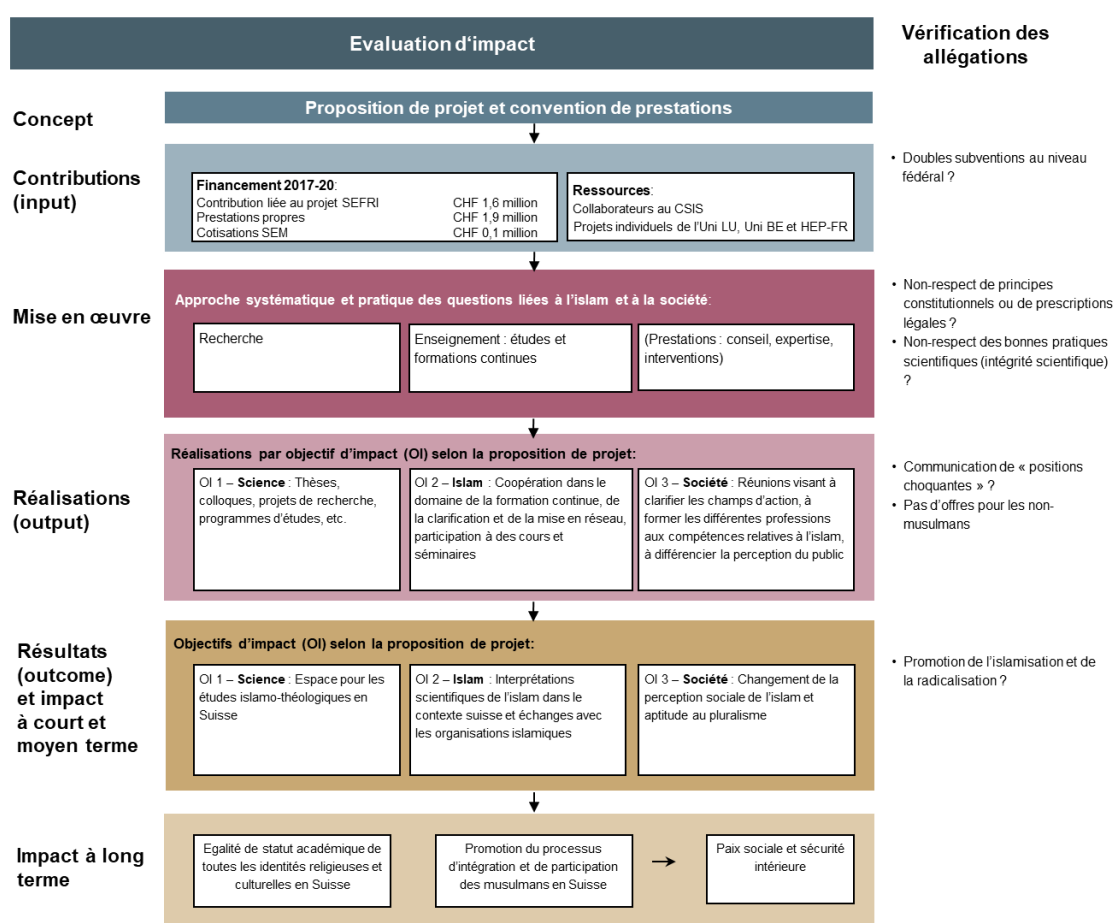 Evaluation d‘impact
Vérification des
allégations
Concept
Proposition de projet et convention de prestations
Contributions
(input)
Financement 2017-20:
Contribution liée au projet SEFRI CHF 1,6 million
Prestations propres CHF 1,9 million
Cotisations SEM CHF 0,1 million
Ressources:
Collaborateurs au CSIS
Projets individuels de l’Uni LU, Uni BE et HEP-FR
• Doubles subventions au niveau
fédéral ?
Mise en œuvre
Approche systématique et pratique des questions liées à l’islam et à la société:
Recherche
Enseignement : études et
formations continues
(Prestations : conseil, expertise,
interventions)
• Non-respect de principes
constitutionnels ou de prescriptions
légales ?
• Non-respect des bonnes pratiques
scientifiques (intégrité scientifique)
?
Réalisations
(output)
Réalisations par objectif d’impact (OI) selon la proposition de projet:
OI 1 – Science : Thèses,
colloques, projets de recherche,
programmes d’études, etc.
OI 2 – Islam : Coopération dans le
domaine de la formation continue, de
la clarification et de la mise en réseau,
participation à des cours et
séminaires
OI 3 – Société : Réunions visant à
clarifier les champs d’action, à
former les différentes professions
aux compétences relatives à l’islam,
à différencier la perception du public
• Communication de « positions
choquantes » ?
• Pas d’offres pour les non-
musulmans
Résultats
(outcome)
et impact
à court et
moyen terme
Objectifs d’impact (OI) selon la proposition de projet:
OI 1 – Science : Espace pour les
études islamo-théologiques en
Suisse
OI 2 – Islam : Interprétations
scientifiques de l’islam dans le
contexte suisse et échanges avec
les organisations islamiques
OI 3 – Société : Changement de la
perception sociale de l’islam et
aptitude au pluralisme
• Promotion de l’islamisation et de
la radicalisation ?
Impact à long
terme
Egalité de statut académique de
toutes les identités religieuses et
culturelles en Suisse
Promotion du processus
d’intégration et de participation
des musulmans en Suisse
Paix sociale et sécurité
intérieure